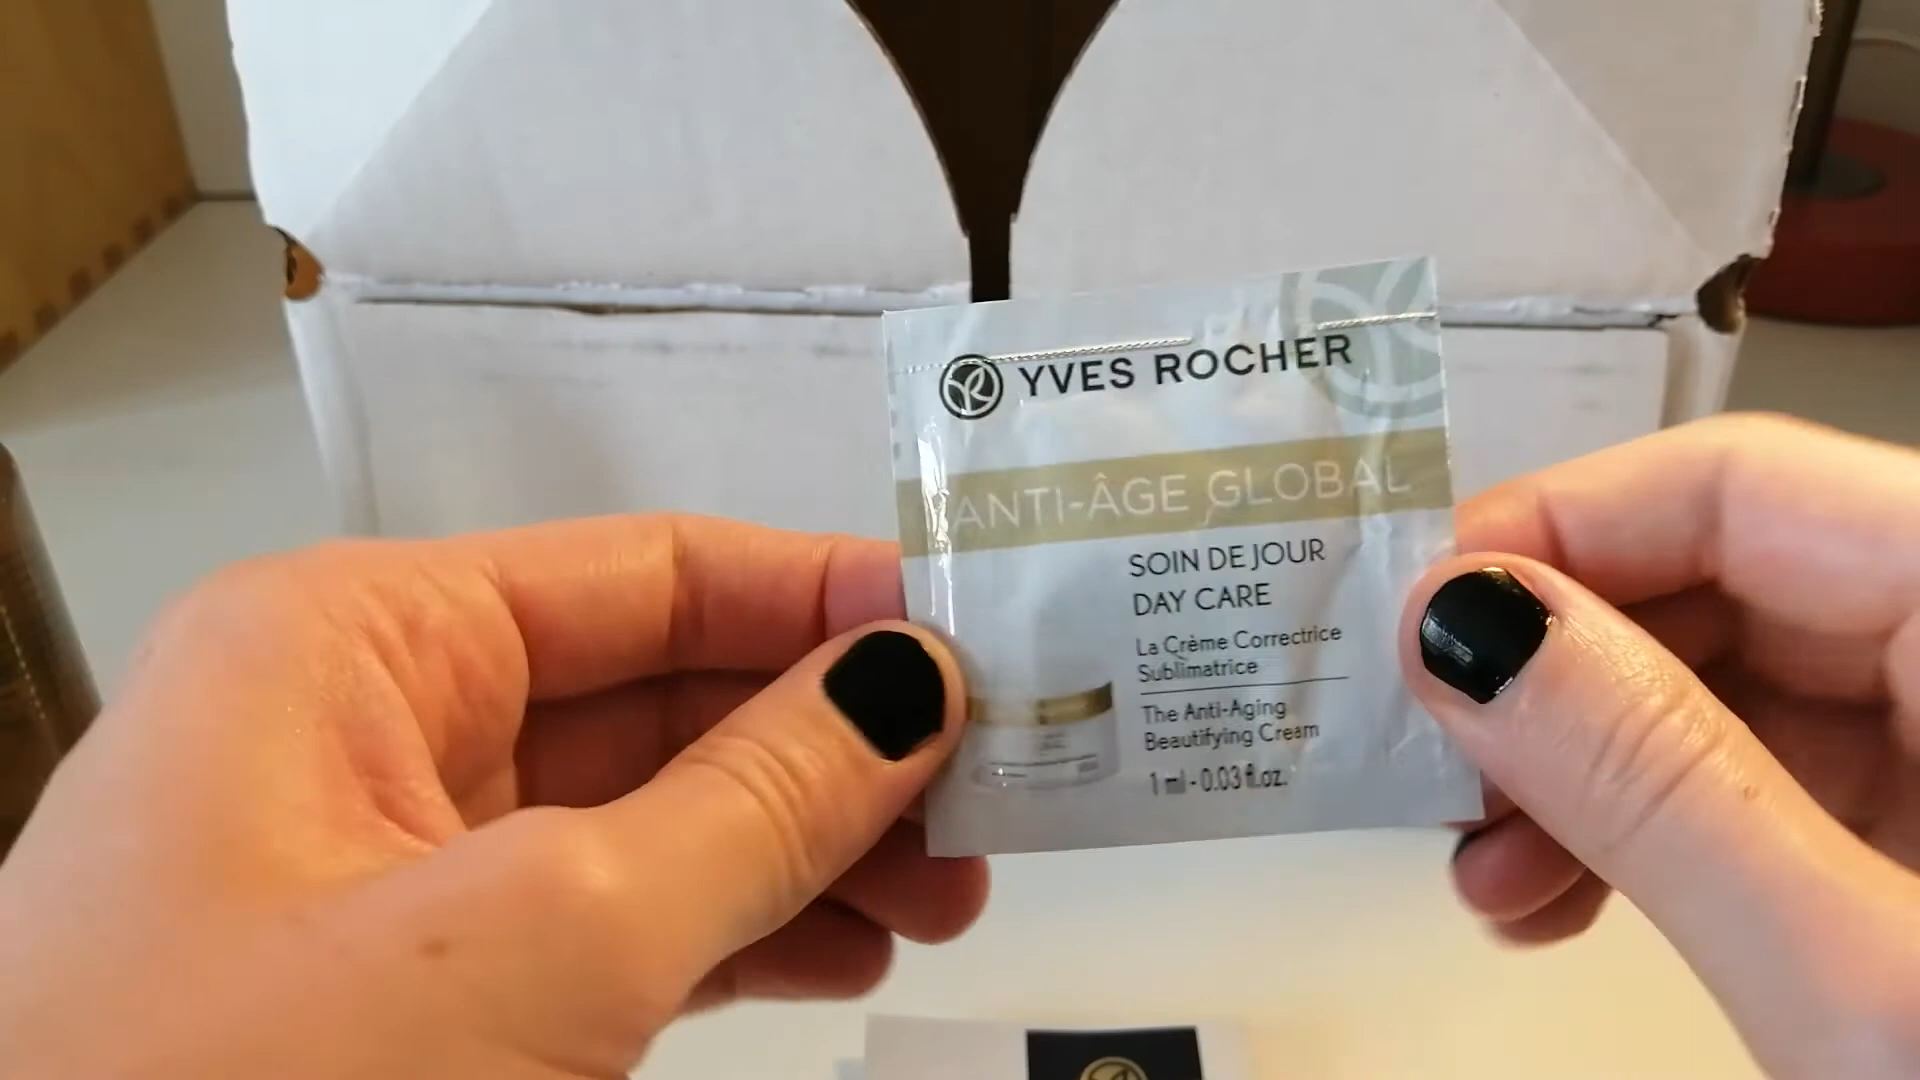 YVES ROCHER
ANTI-ÂGE GLOBAL
SOIN DE JOUR
DAY CARE
La Crème Correctrice
Sublimatrice
The Anti-Aging
Beautifying Cream
1 ml - 0.03 fl.oz.